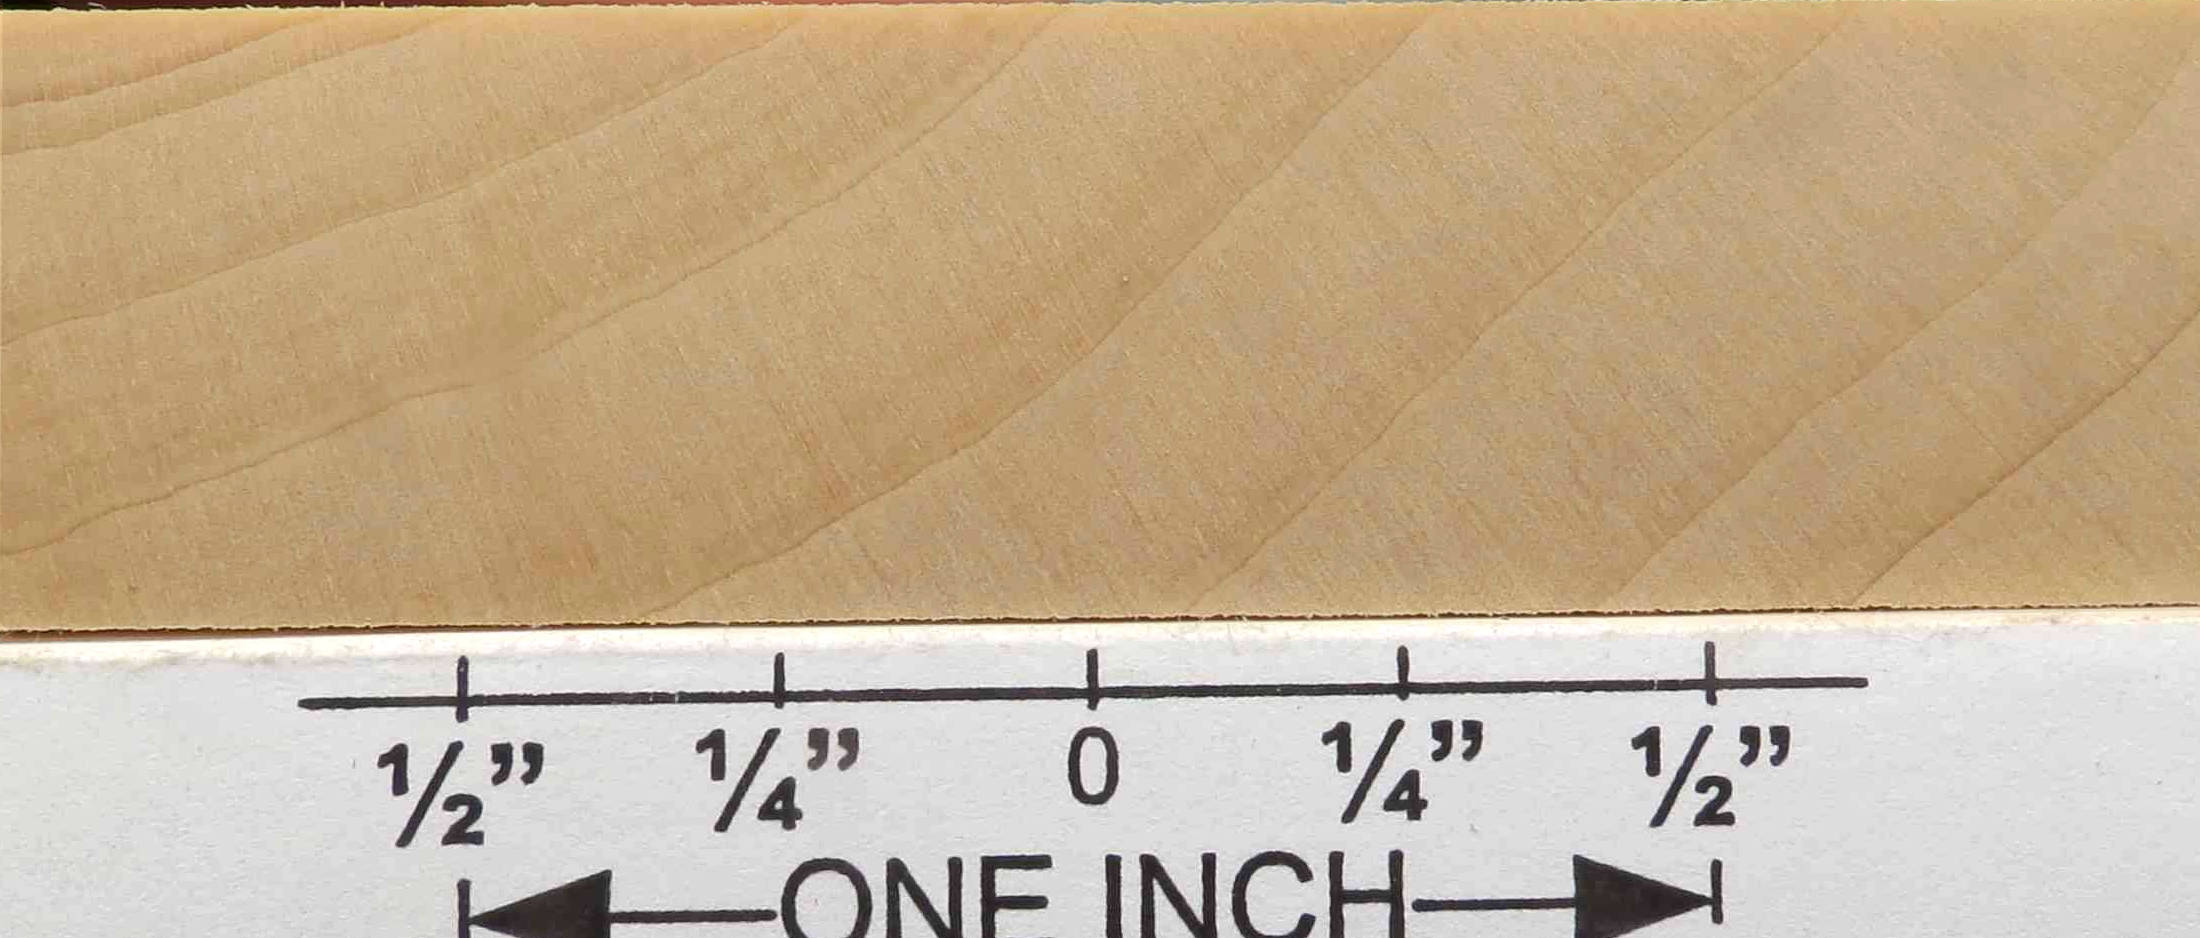 1/2” 1/4” 0 1/4” 1/2”
ONE INCH